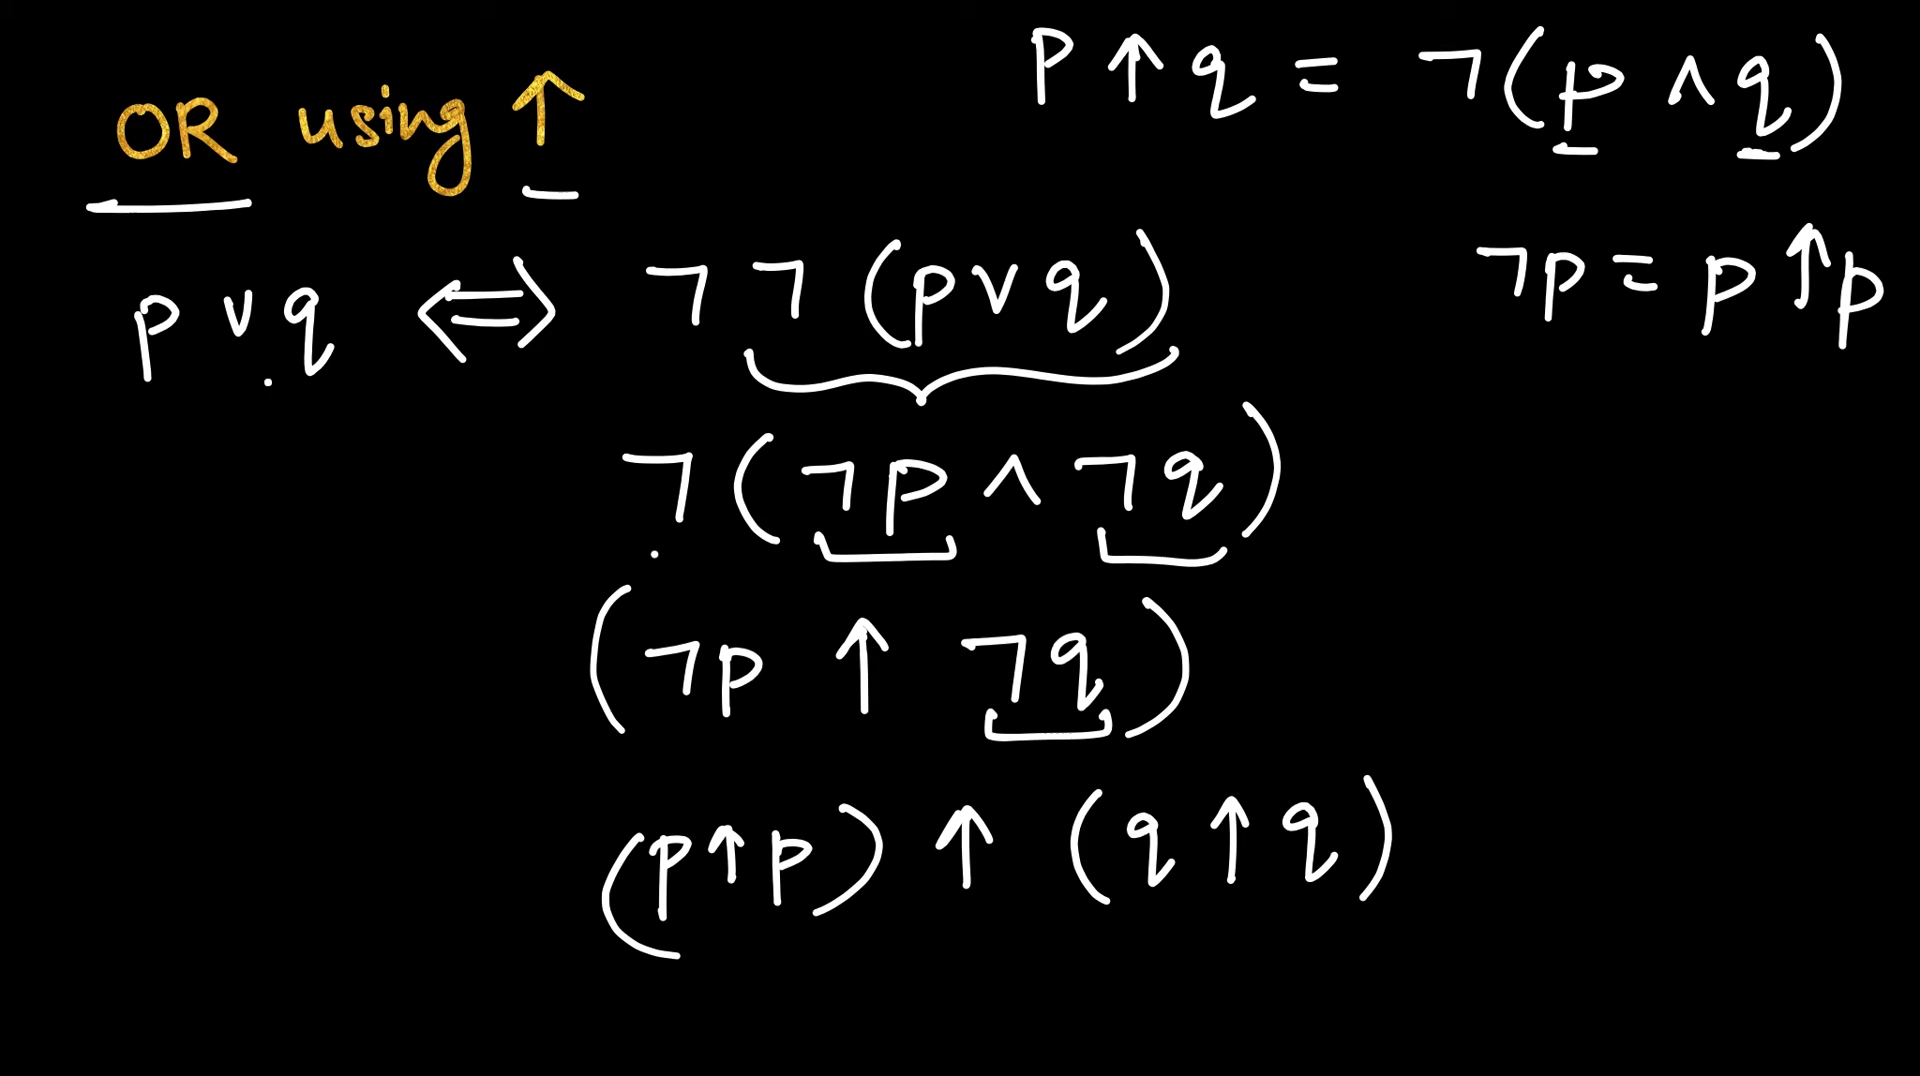 OR using ↑
p ↑ q = ¬(p ∧ q)
p ∨ q ⟺ ¬ ¬ (p ∨ q)
¬p = p ↑ p
¬ (¬p ∧ ¬q)
(¬p ↑ ¬q)
(p ↑ p) ↑ (q ↑ q)